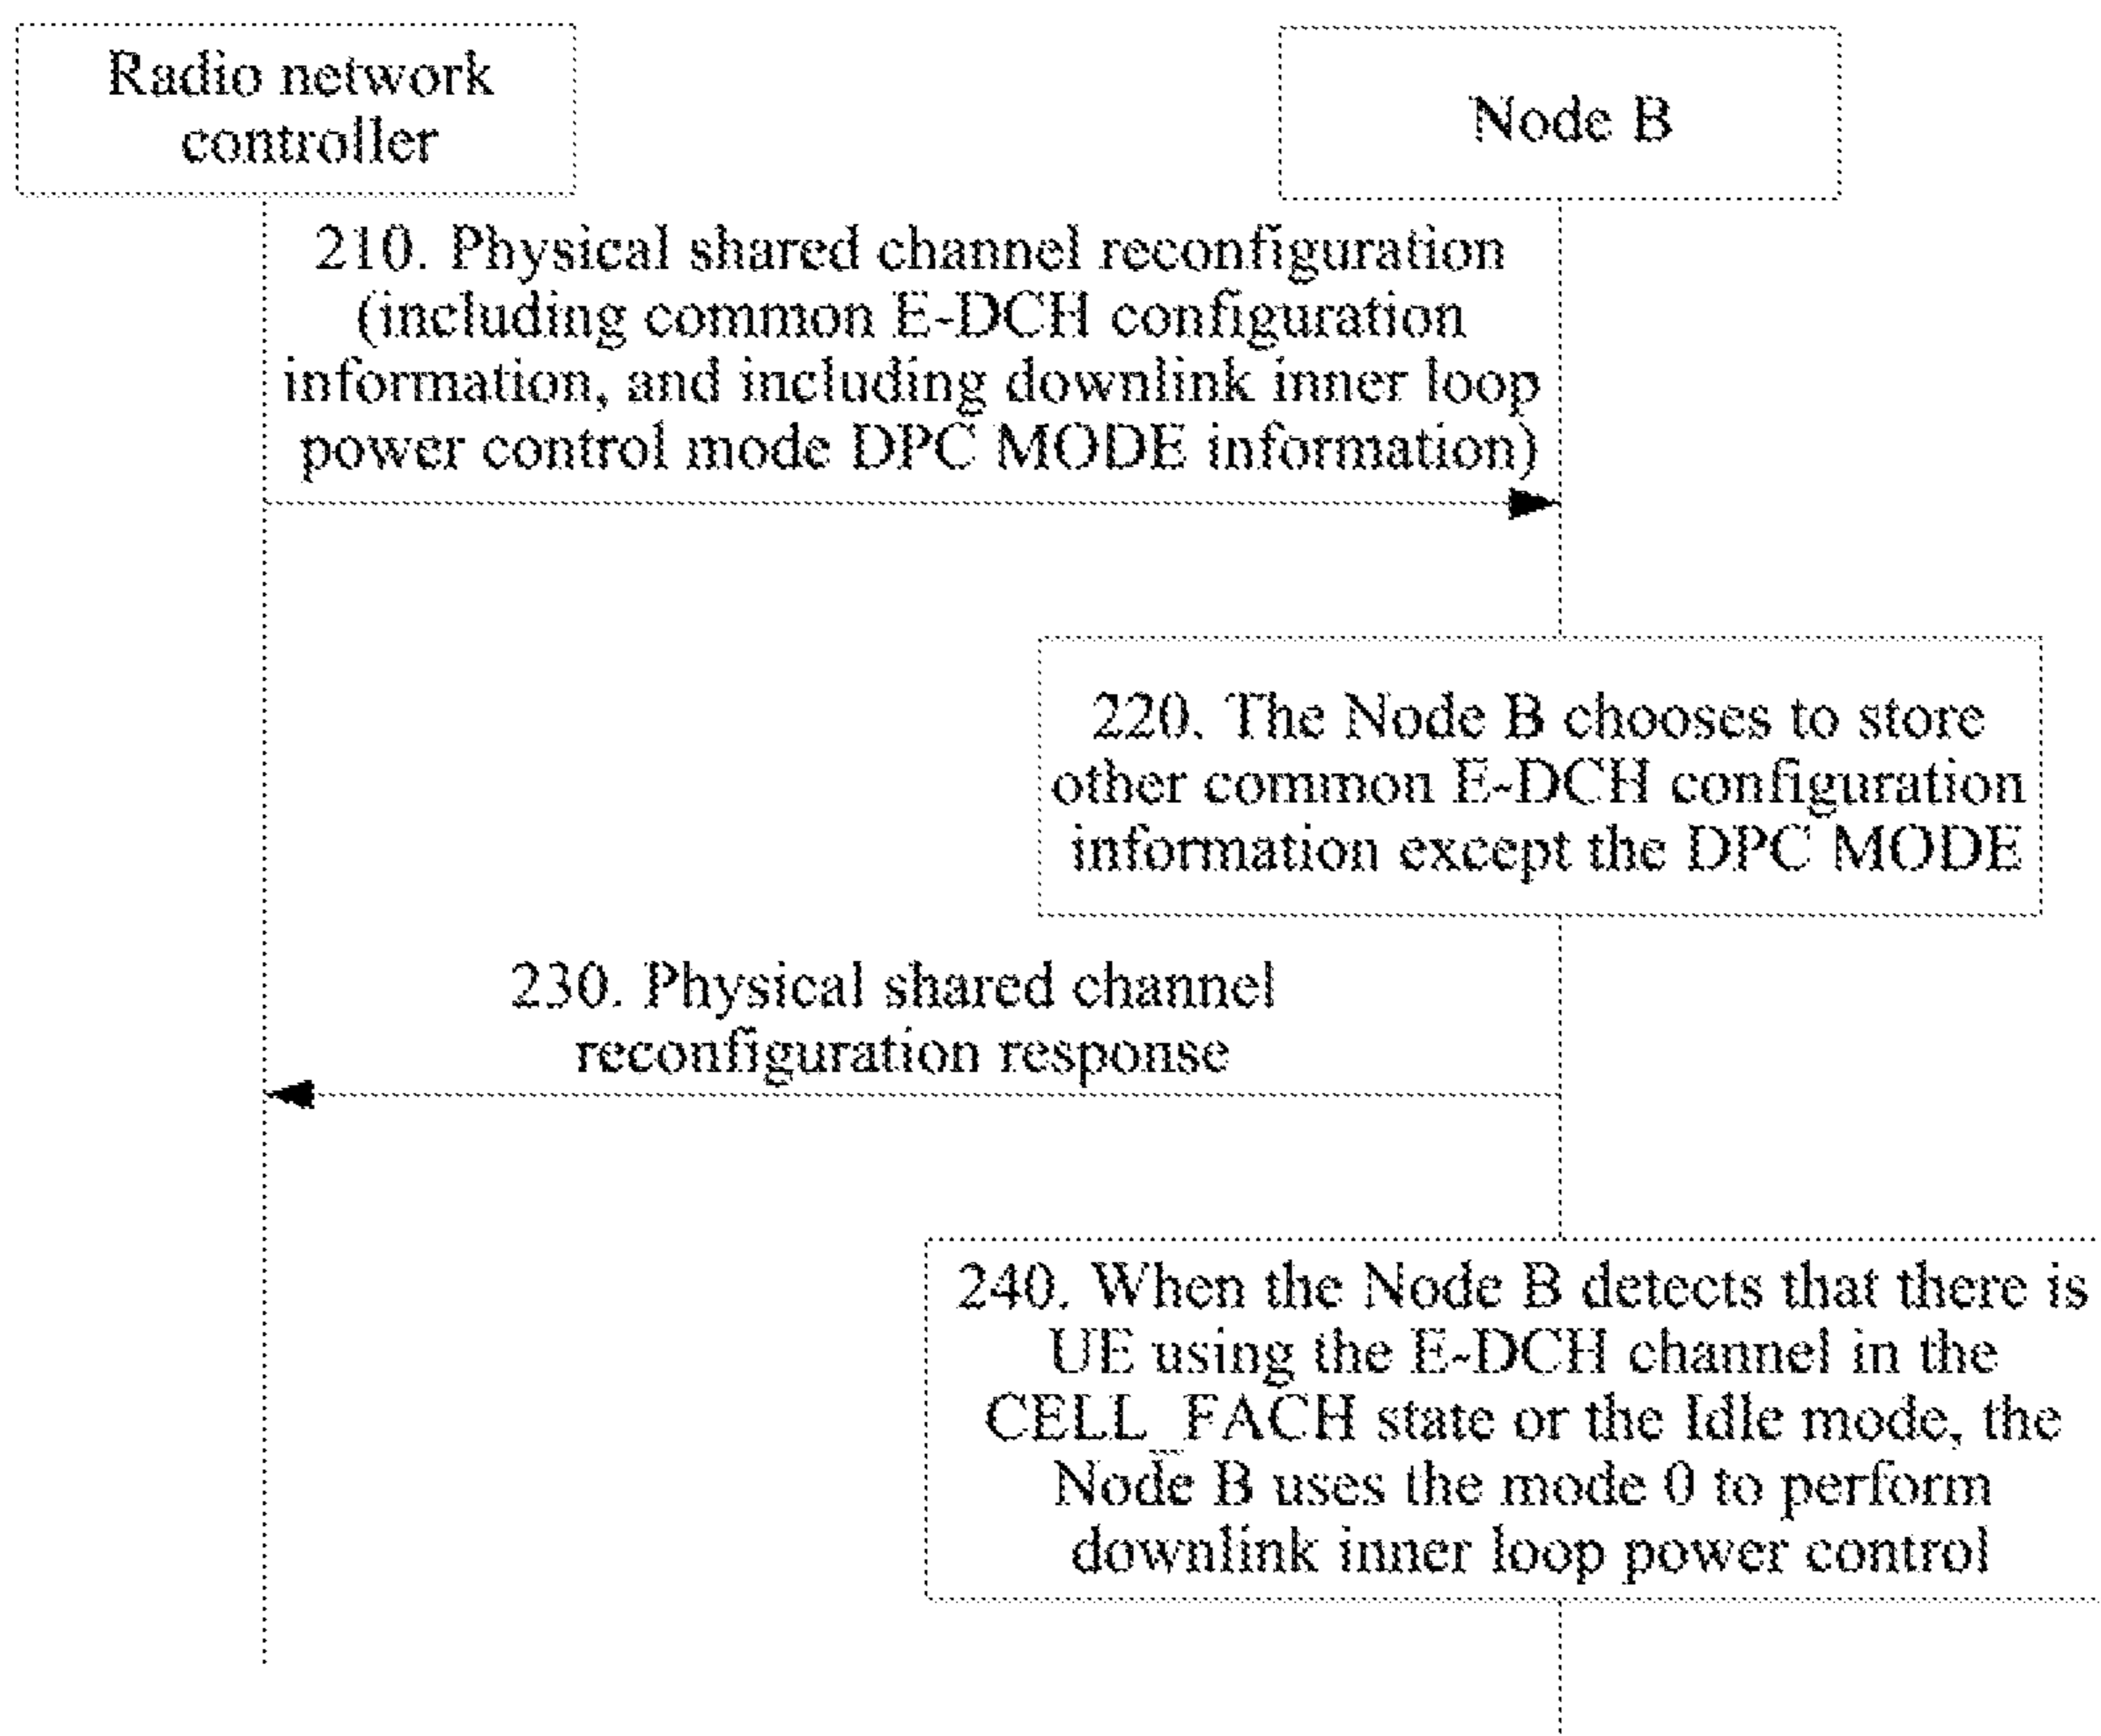 Radio network
controller
Node B
210. Physical shared channel reconfiguration
(including common E-DCH configuration
information, and including downlink inner loop
power control mode DPC MODE information)
220. The Node B chooses to store
other common E-DCH configuration
information except the DPC MODE
230. Physical shared channel
reconfiguration response
240. When the Node B detects that there is
UE using the E-DCH channel in the
CELL_FACH state or the Idle mode, the
Node B uses the mode 0 to perform
downlink inner loop power control